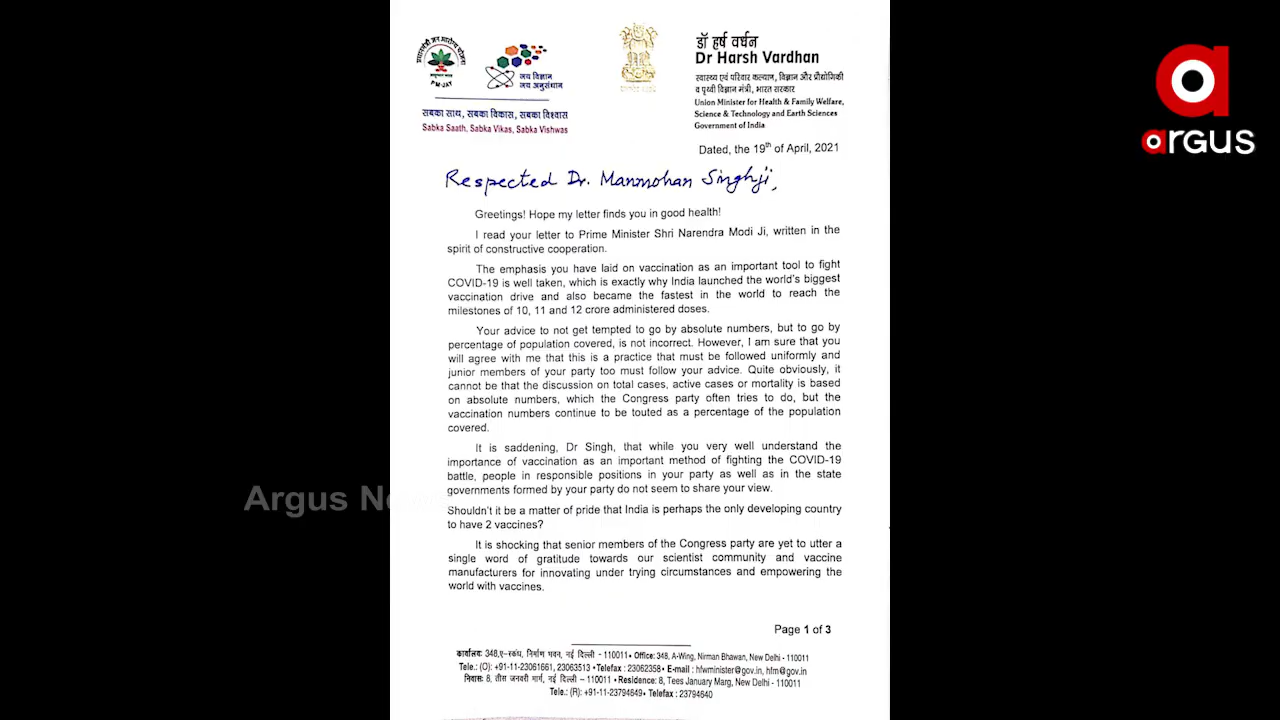 प्रधानमंत्री जन आरोग्य योजना
आयुष्मान भारत
PM-JAY
जय विज्ञान
जय अनुसंधान
सबका साथ, सबका विकास, सबका विश्वास
Sabka Saath, Sabka Vikas, Sabka Vishwas
सत्यमेव जयते
डॉ हर्ष वर्धन
Dr Harsh Vardhan
स्वास्थ्य एवं परिवार कल्याण, विज्ञान और प्रौद्योगिकी
व पृथ्वी विज्ञान मंत्री, भारत सरकार
Union Minister for Health & Family Welfare,
Science & Technology and Earth Sciences
Government of India
argus
Dated, the 19th of April, 2021
Respected Dr. Manmohan Singhji,
Greetings! Hope my letter finds you in good health!
I read your letter to Prime Minister Shri Narendra Modi Ji, written in the
spirit of constructive cooperation.
The emphasis you have laid on vaccination as an important tool to fight
COVID-19 is well taken, which is exactly why India launched the world's biggest
vaccination drive and also became the fastest in the world to reach the
milestones of 10, 11 and 12 crore administered doses.
Your advice to not get tempted to go by absolute numbers, but to go by
percentage of population covered, is not incorrect. However, I am sure that you
will agree with me that this is a practice that must be followed uniformly and
junior members of your party too must follow your advice. Quite obviously, it
cannot be that the discussion on total cases, active cases or mortality is based
on absolute numbers, which the Congress party often tries to do, but the
vaccination numbers continue to be touted as a percentage of the population
covered.
It is saddening, Dr Singh, that while you very well understand the
importance of vaccination as an important method of fighting the COVID-19
battle, people in responsible positions in your party as well as in the state
governments formed by your party do not seem to share your view.
Argus News
Shouldn't it be a matter of pride that India is perhaps the only developing country
to have 2 vaccines?
It is shocking that senior members of the Congress party are yet to utter a
single word of gratitude towards our scientist community and vaccine
manufacturers for innovating under trying circumstances and empowering the
world with vaccines.
Page 1 of 3
कार्यालय: 348,ए-स्कंध, निर्माण भवन, नई दिल्ली - 110011 • Office: 348, A-Wing, Nirman Bhawan, New Delhi - 110011
Tele.: (O): +91-11-23061661, 23063513 • Telefax : 23062358 • E-mail : hfwminister@gov.in, hfm@gov.in
निवास: 8, तीस जनवरी मार्ग, नई दिल्ली – 110011 • Residence: 8, Tees January Marg, New Delhi - 110011
Tele.: (R): +91-11-23794649 • Telefax : 23794640